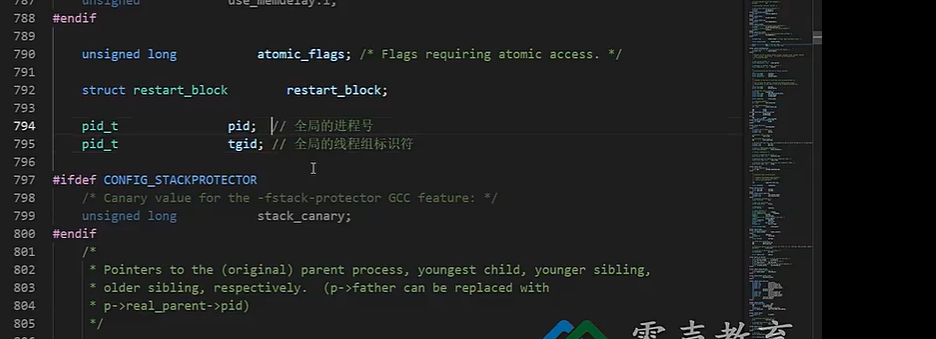 787 unsigned use_memdelay:1;
788 #endif
789
790 unsigned long atomic_flags; /* Flags requiring atomic access. */
791
792 struct restart_block restart_block;
793
794 pid_t pid; // 全局的进程号
795 pid_t tgid; // 全局的线程组标识符
796
797 #ifdef CONFIG_STACKPROTECTOR
798 /* Canary value for the -fstack-protector GCC feature: */
799 unsigned long stack_canary;
800 #endif
801 /*
802 * Pointers to the (original) parent process, youngest child, younger sibling,
803 * older sibling, respectively. (p->father can be replaced with
804 * p->real_parent->pid)
805 */